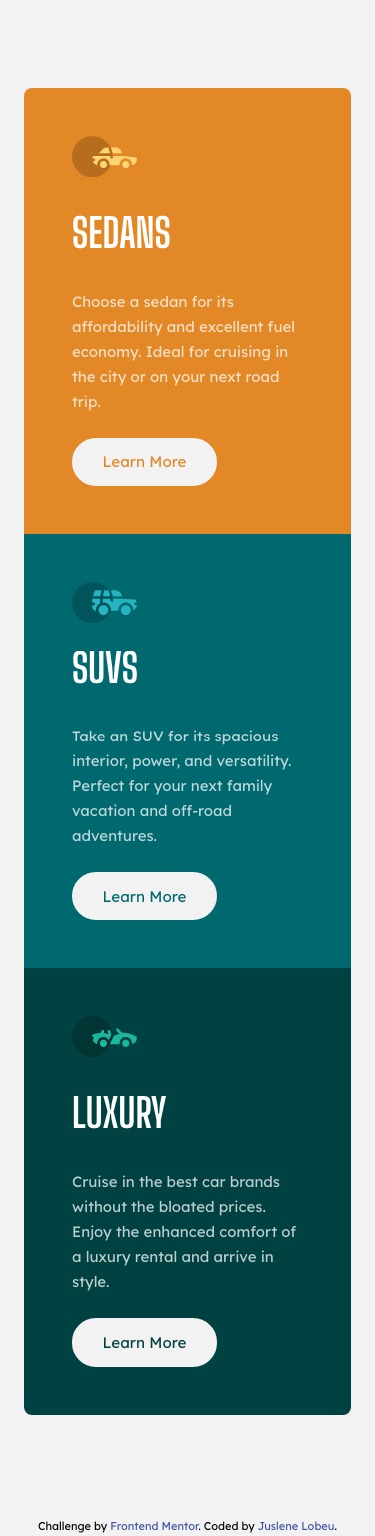 SEDANS
Choose a sedan for its
affordability and excellent fuel
economy. Ideal for cruising in
the city or on your next road
trip.
Learn More
SUVS
Take an SUV for its spacious
interior, power, and versatility.
Perfect for your next family
vacation and off-road
adventures.
Learn More
LUXURY
Cruise in the best car brands
without the bloated prices.
Enjoy the enhanced comfort of
a luxury rental and arrive in
style.
Learn More
Challenge by Frontend Mentor. Coded by Juslene Lobeu.